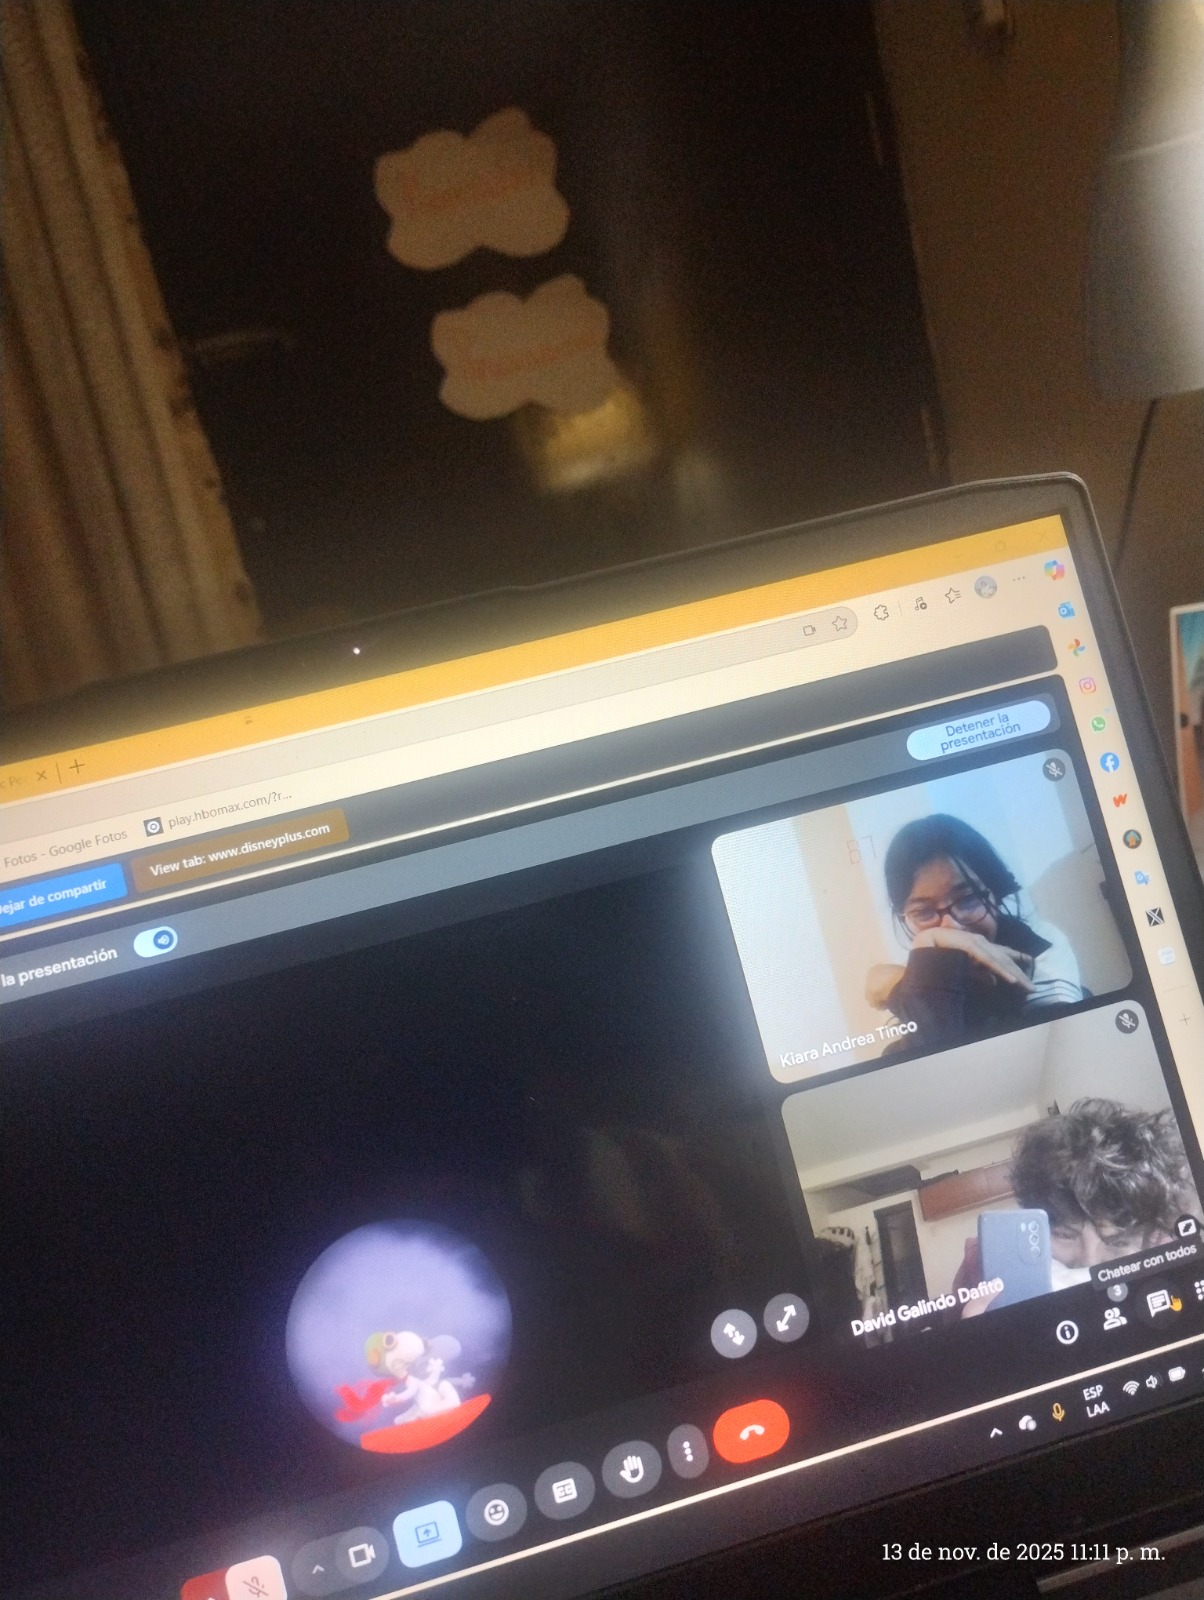 Detener la
presentación
Fotos - Google Fotos
play.hbomax.com/?r...
ejar de compartir
View tab: www.disneyplus.com
la presentación
Kiara Andrea Tinco
David Galindo Dafito
Chatear con todos
3
ESP
LAA
13 de nov. de 2025 11:11 p. m.